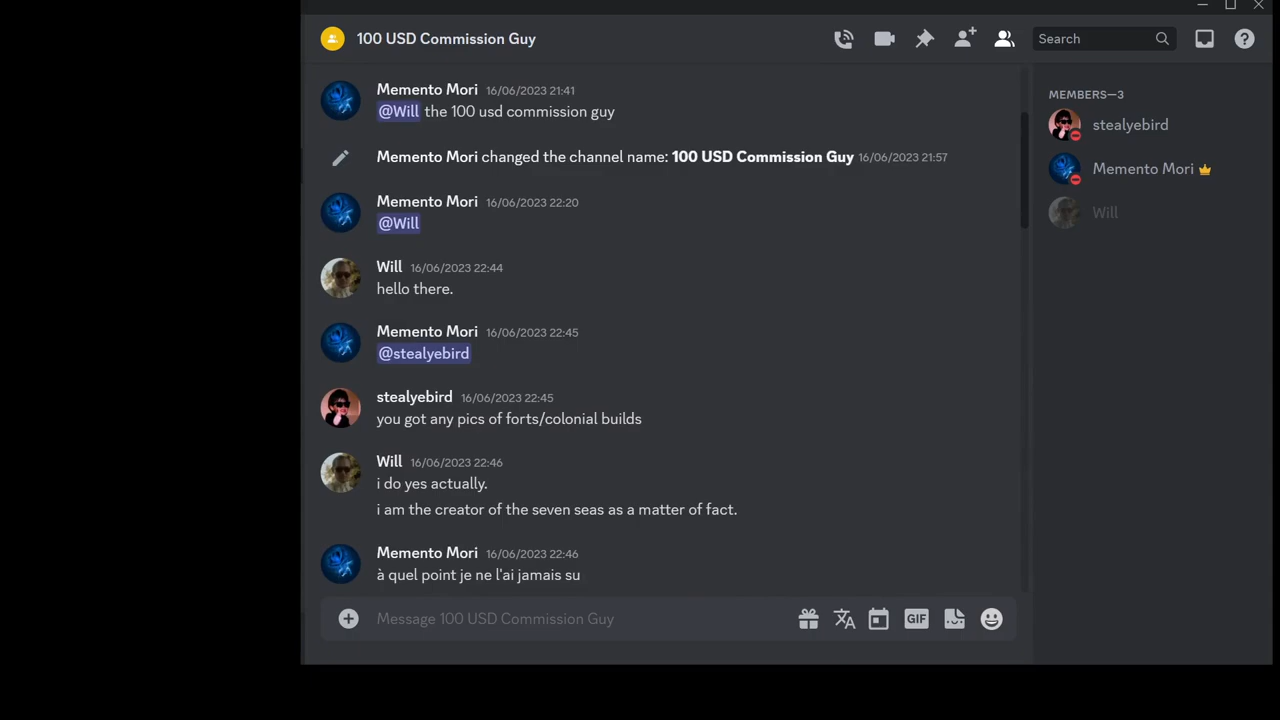 100 USD Commission Guy
Search
Memento Mori 16/06/2023 21:41
@Will the 100 usd commission guy
Memento Mori changed the channel name: 100 USD Commission Guy 16/06/2023 21:57
Memento Mori 16/06/2023 22:20
@Will
Will 16/06/2023 22:44
hello there.
Memento Mori 16/06/2023 22:45
@stealyebird
stealyebird 16/06/2023 22:45
you got any pics of forts/colonial builds
Will 16/06/2023 22:46
i do yes actually.
i am the creator of the seven seas as a matter of fact.
Memento Mori 16/06/2023 22:46
à quel point je ne l'ai jamais su
Message 100 USD Commission Guy
GIF
MEMBERS—3
stealyebird
Memento Mori
Will